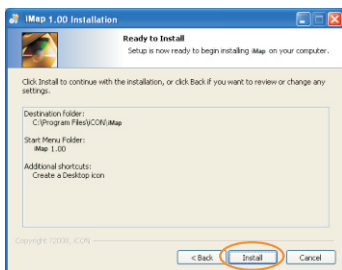 iMap 1.00 Installation
Ready to Install
Setup is now ready to begin installing iMap on your computer.
Click Install to continue with the installation, or click Back if you want to review or change any
settings.
Destination folder:
C:\Program Files\iCON\iMap
Start Menu Folder:
iMap 1.00
Additional shortcuts:
Create a Desktop icon
Copyright ?2009, iCON
< Back
Install
Cancel